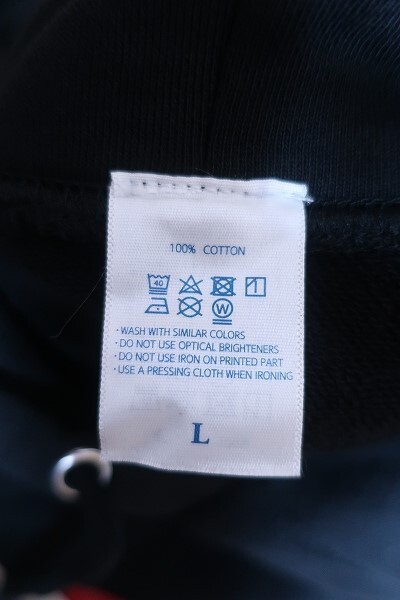 100% COTTON
40
W
· WASH WITH SIMILAR COLORS
· DO NOT USE OPTICAL BRIGHTENERS
· DO NOT USE IRON ON PRINTED PART
· USE A PRESSING CLOTH WHEN IRONING
L